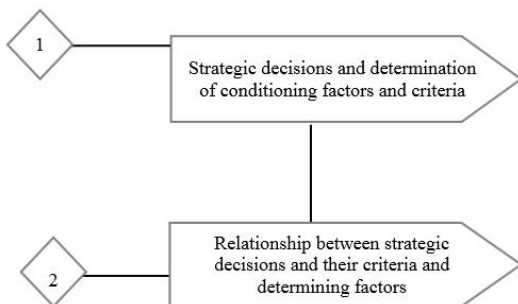 1
Strategic decisions and determination
of conditioning factors and criteria
2
Relationship between strategic
decisions and their criteria and
determining factors